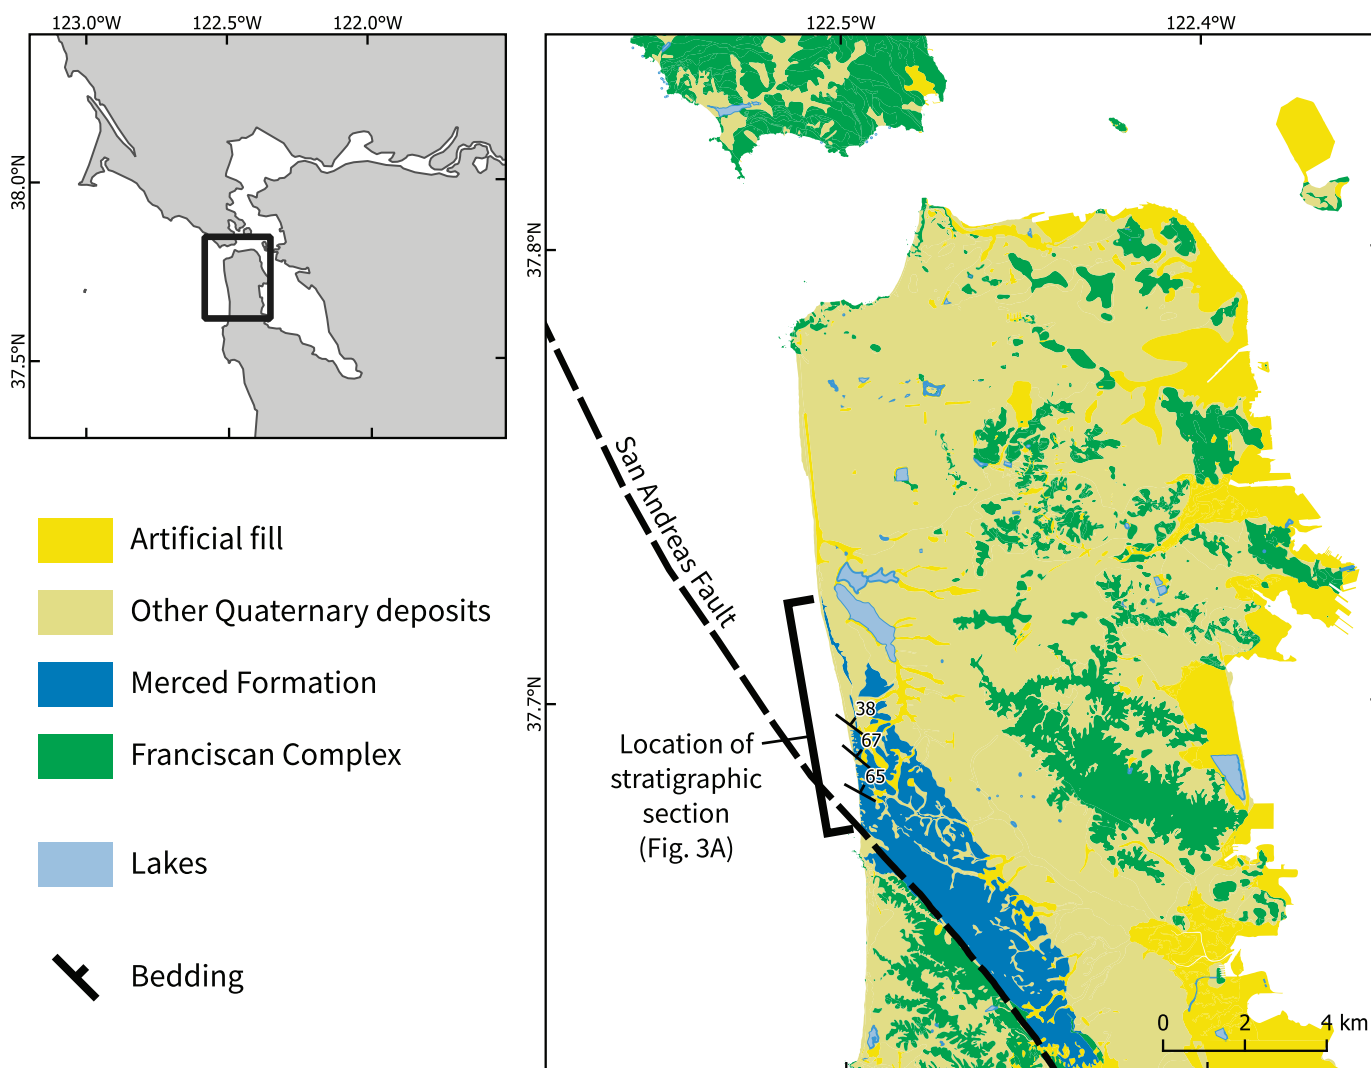 123.0°W 122.5°W 122.0°W
38.0°N
37.5°N
122.5°W 122.4°W
37.8°N
37.7°N
San Andreas Fault
38
67
65
Location of
stratigraphic
section
(Fig. 3A)
0 2 4 km
Artificial fill
Other Quaternary deposits
Merced Formation
Franciscan Complex
Lakes
Bedding